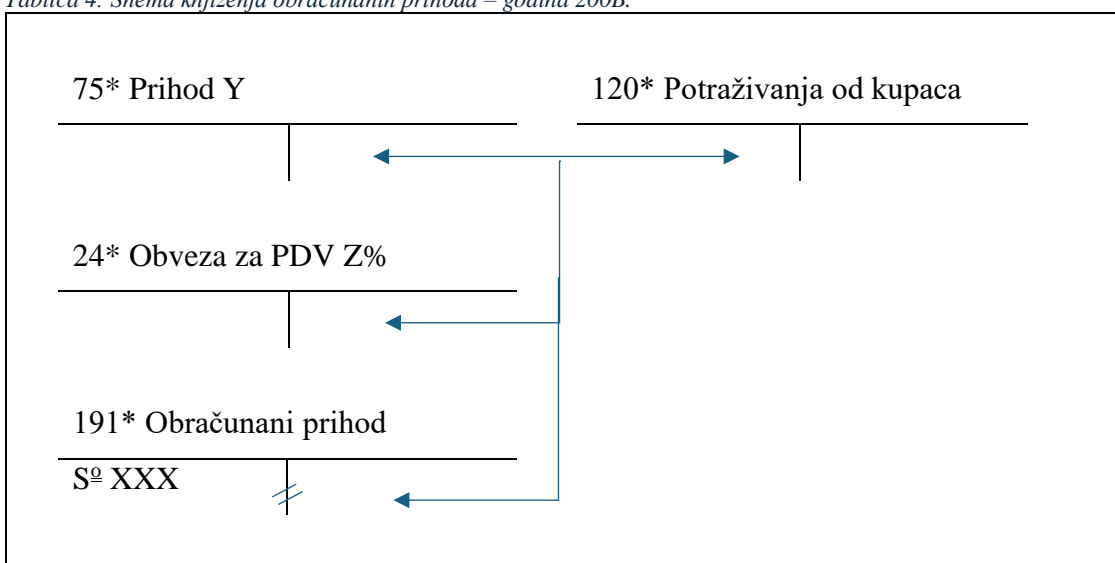 Tablica 4: Shema knjiženja obračunanih prihoda – godina 200B.
75* Prihod Y
120* Potraživanja od kupaca
24* Obveza za PDV Z%
191* Obračunani prihod
Sº XXX